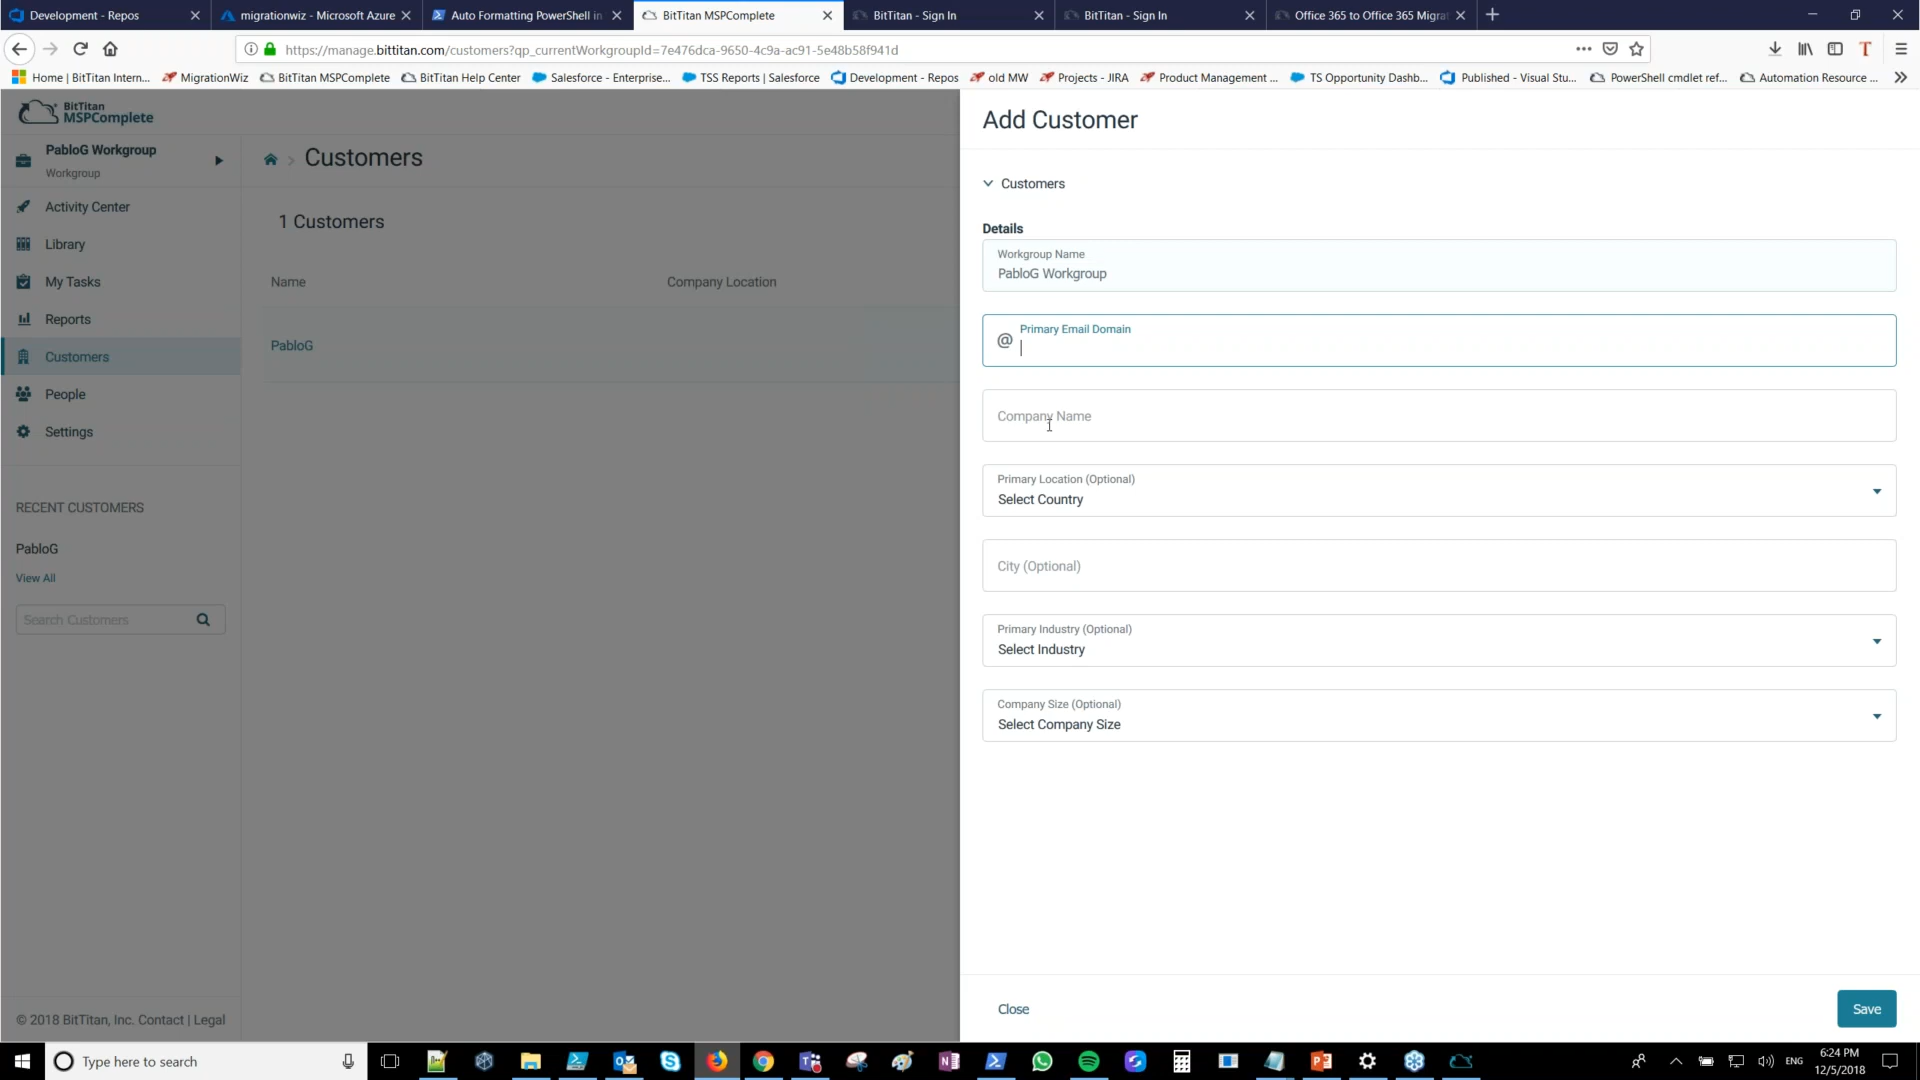 Development - Repos
migrationwiz - Microsoft Azure
Auto Formatting PowerShell in
BitTitan MSPComplete
BitTitan - Sign In
BitTitan - Sign In
Office 365 to Office 365 Migrat
https://manage.bittitan.com/customers?qp_currentWorkgroupId=7e476dca-9650-4c9a-ac91-5e48b58f941d
Home | BitTitan Intern...
MigrationWiz
BitTitan MSPComplete
BitTitan Help Center
Salesforce - Enterprise...
TSS Reports | Salesforce
Development - Repos
old MW
Projects - JIRA
Product Management ...
TS Opportunity Dashb...
Published - Visual Stu...
PowerShell cmdlet ref...
Automation Resource ...
BitTitan
MSPComplete
PabloG Workgroup
Workgroup
Activity Center
Library
My Tasks
Reports
Customers
People
Settings
RECENT CUSTOMERS
PabloG
View All
Search Customers
© 2018 BitTitan, Inc. Contact | Legal
Customers
1 Customers
Name
Company Location
PabloG
Add Customer
Customers
Details
Workgroup Name
PabloG Workgroup
Primary Email Domain
@
Company Name
Primary Location (Optional)
Select Country
City (Optional)
Primary Industry (Optional)
Select Industry
Company Size (Optional)
Select Company Size
Close
Save
Type here to search
ENG
6:24 PM
12/5/2018